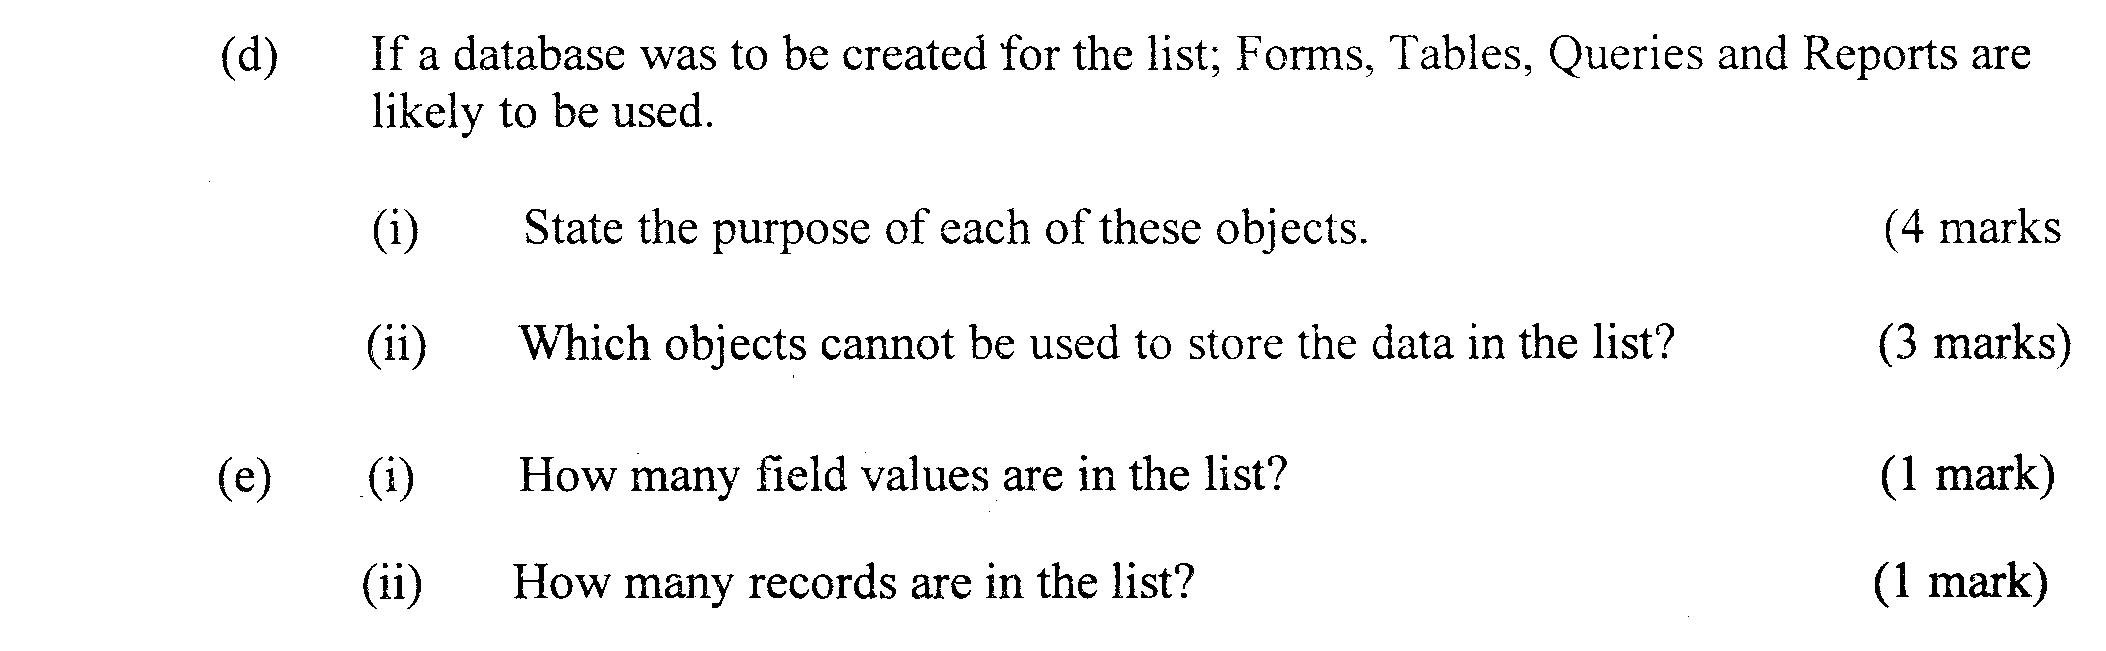 (d) If a database was to be created for the list; Forms, Tables, Queries and Reports are
likely to be used.
(i) State the purpose of each of these objects. (4 marks
(ii) Which objects cannot be used to store the data in the list? (3 marks)
(e) (i) How many field values are in the list? (1 mark)
(ii) How many records are in the list? (1 mark)